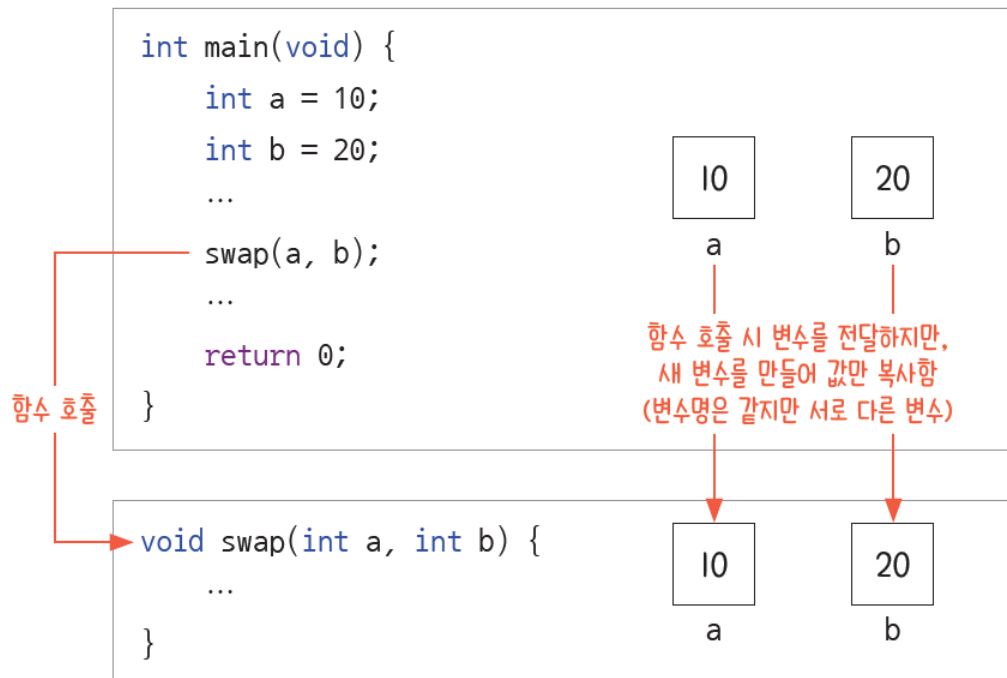 int main(void) {
int a = 10;
int b = 20;
...
10
20
a
b
swap(a, b);
...
return 0;
}
함수 호출
함수 호출 시 변수를 전달하지만,
새 변수를 만들어 값만 복사함
(변수명은 같지만 서로 다른 변수)
void swap(int a, int b) {
...
}
10
20
a
b